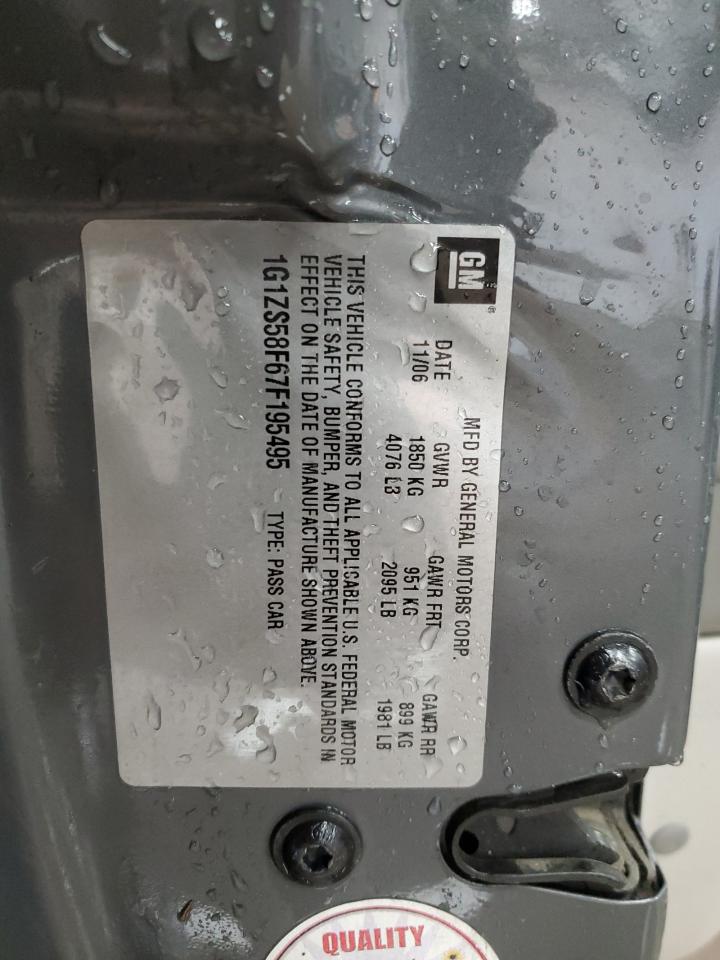 GM®
MFD BY GENERAL MOTORS CORP.
DATE GVWR GAWR FRT GAWR RR
11/06 1850 KG 951 KG 899 KG
4076 LB 2095 LB 1981 LB
THIS VEHICLE CONFORMS TO ALL APPLICABLE U.S. FEDERAL MOTOR
VEHICLE SAFETY, BUMPER, AND THEFT PREVENTION STANDARDS IN
EFFECT ON THE DATE OF MANUFACTURE SHOWN ABOVE.
1G1ZS58F67F195495 TYPE: PASS CAR
QUALITY